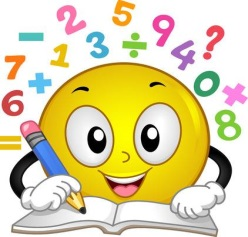 − 2 5 9 ?
7 + 1 3 ÷ 4 ×
6 0 +
= 8